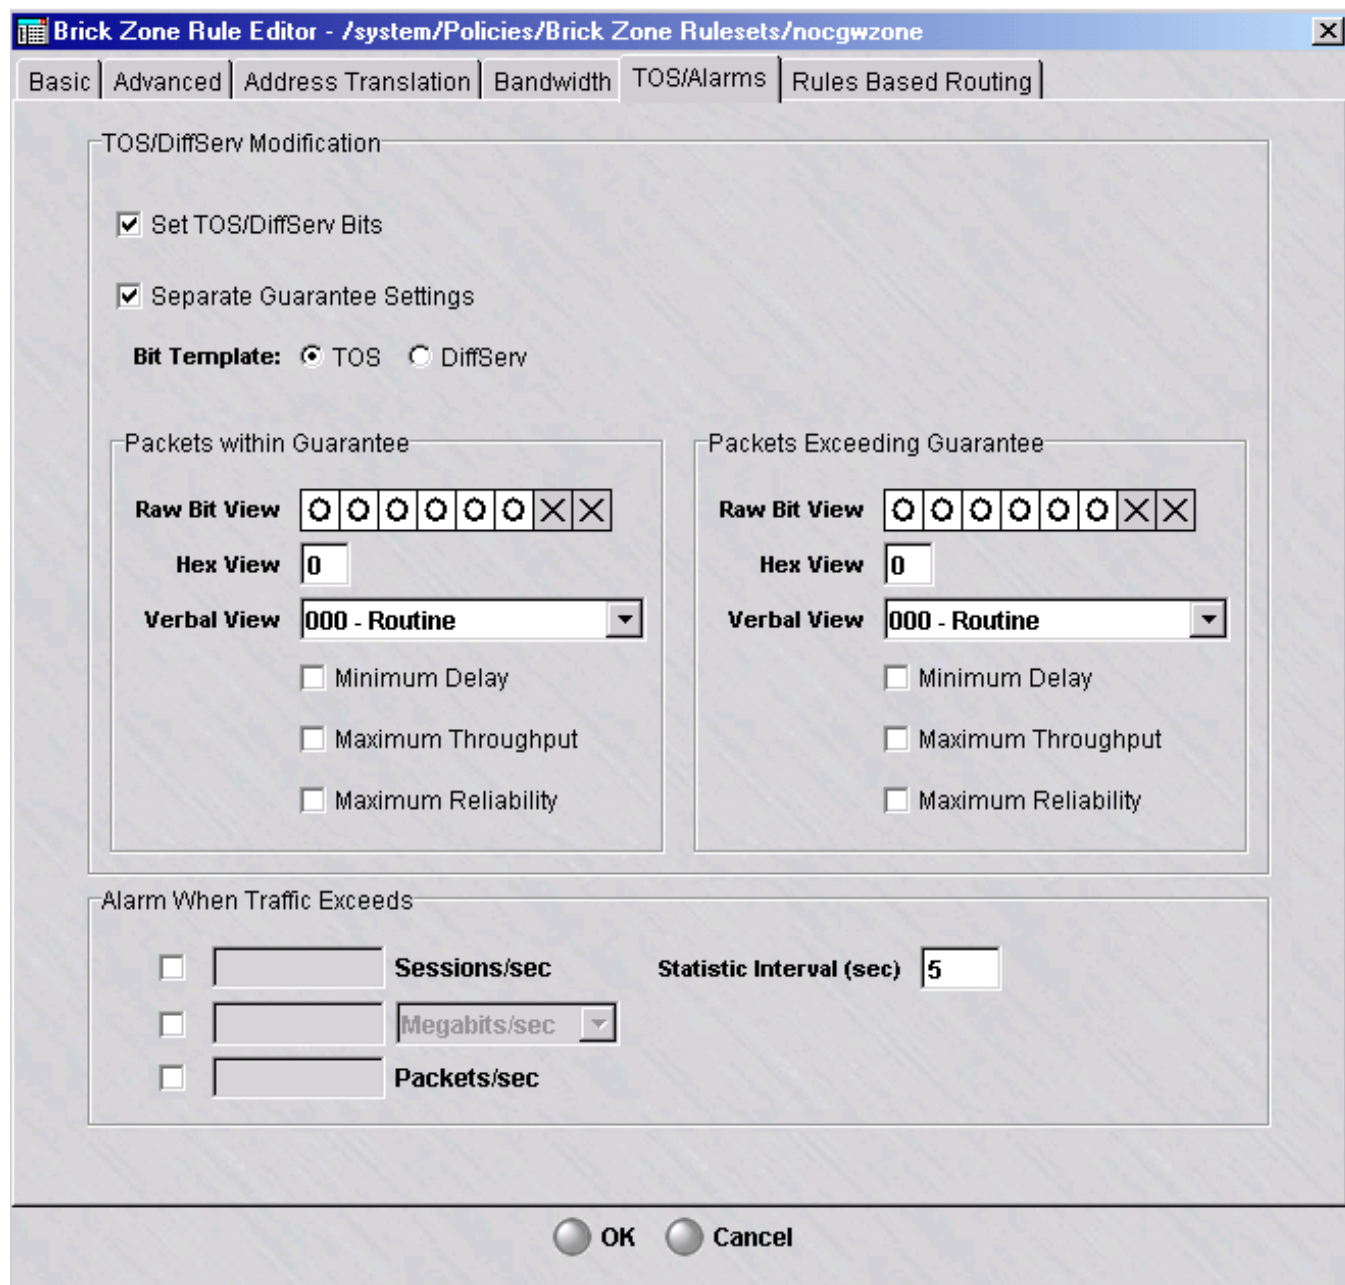 Brick Zone Rule Editor - /system/Policies/Brick Zone Rulesets/nocgwzone
Basic Advanced Address Translation Bandwidth TOS/Alarms Rules Based Routing
TOS/DiffServ Modification
Set TOS/DiffServ Bits
Separate Guarantee Settings
Bit Template: TOS DiffServ
Packets within Guarantee
Raw Bit View O O O O O O X X
Hex View 0
Verbal View 000 - Routine
Minimum Delay
Maximum Throughput
Maximum Reliability
Packets Exceeding Guarantee
Raw Bit View O O O O O O X X
Hex View 0
Verbal View 000 - Routine
Minimum Delay
Maximum Throughput
Maximum Reliability
Alarm When Traffic Exceeds
Sessions/sec Statistic Interval (sec) 5
Megabits/sec
Packets/sec
OK Cancel